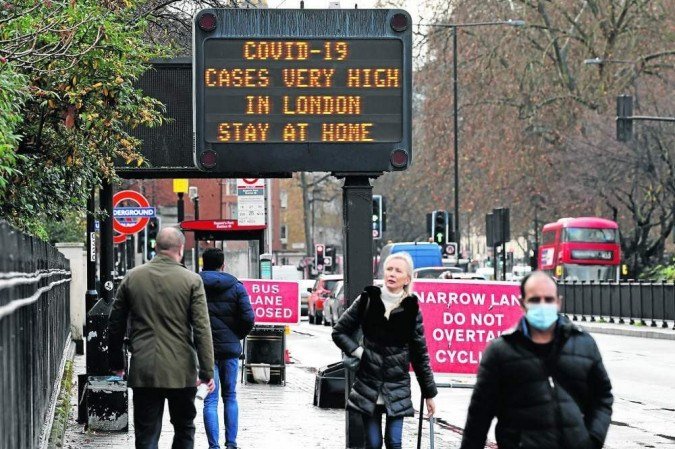 COVID-19
CASES VERY HIGH
IN LONDON
STAY AT HOME
UNDERGROUND
BUS
LANE
CLOSED
NARROW LANE
DO NOT
OVERTAKE
CYCL